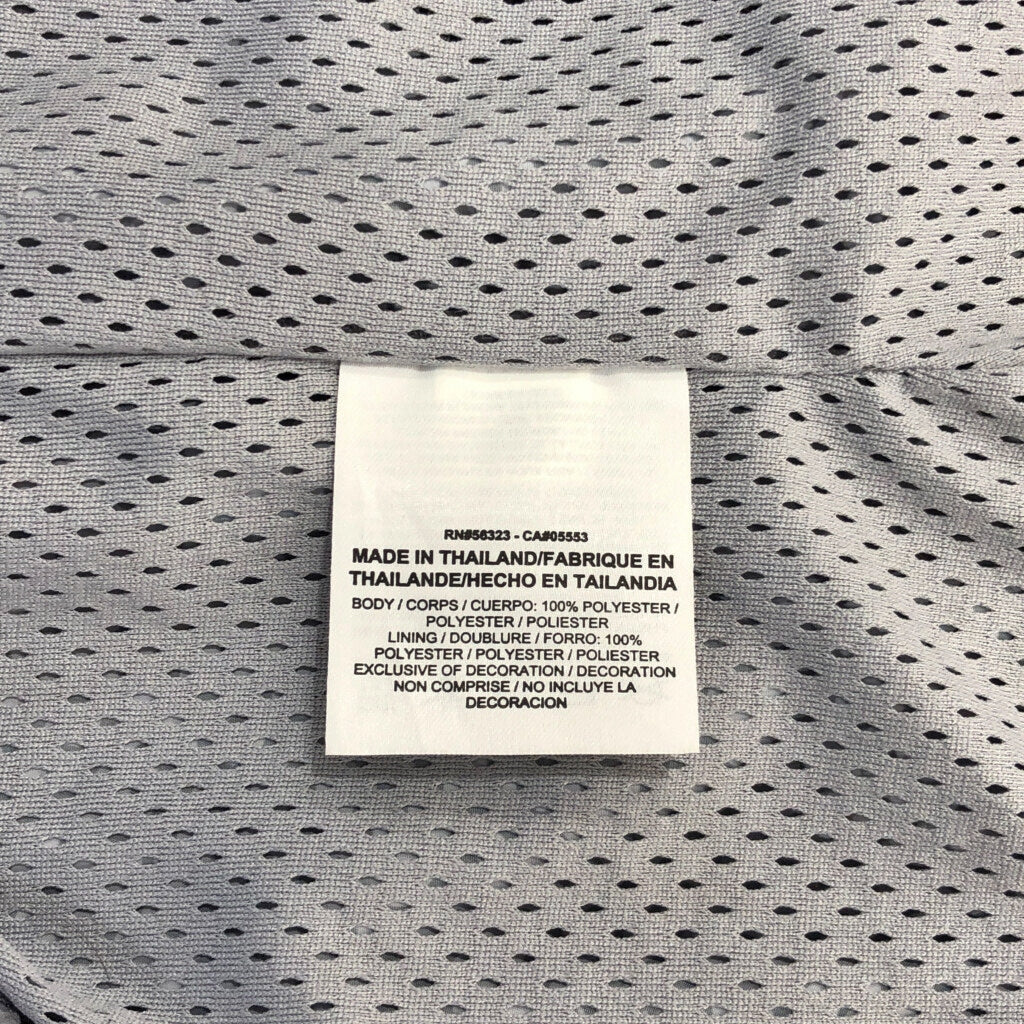 RN#56323 - CA#05553
MADE IN THAILAND/FABRIQUE EN
THAILANDE/HECHO EN TAILANDIA
BODY / CORPS / CUERPO: 100% POLYESTER /
POLYESTER / POLIESTER
LINING / DOUBLURE / FORRO: 100%
POLYESTER / POLYESTER / POLIESTER
EXCLUSIVE OF DECORATION / DECORATION
NON COMPRISE / NO INCLUYE LA
DECORACION